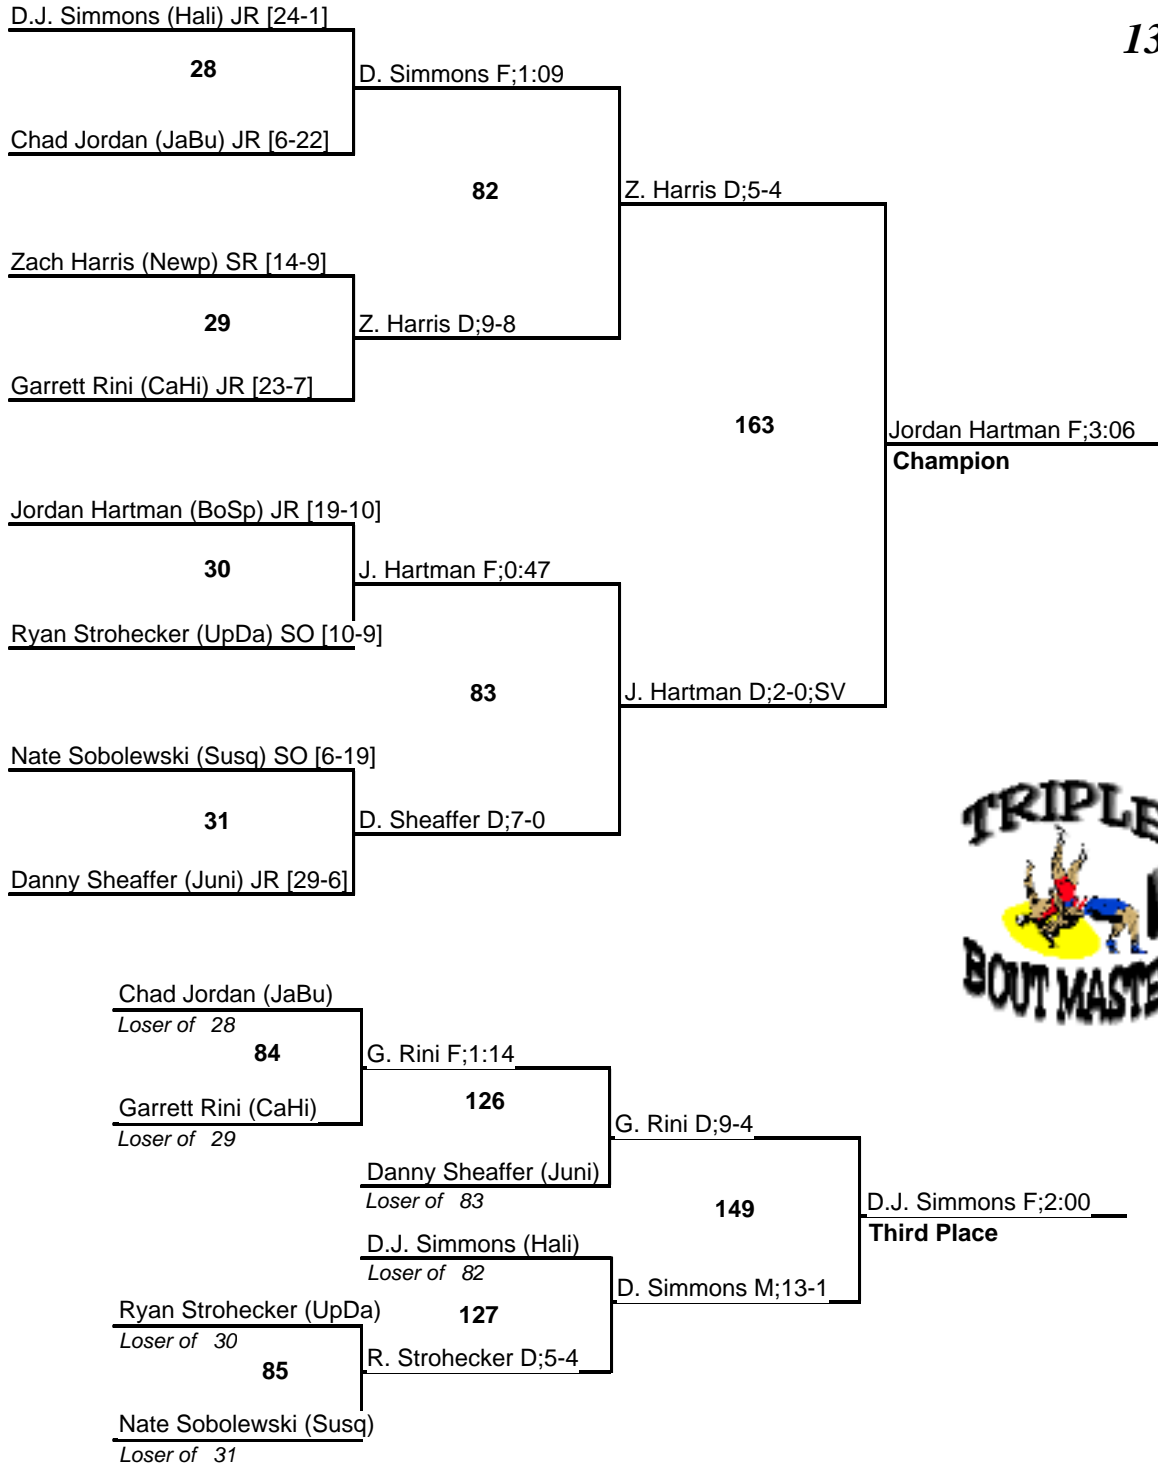 D.J. Simmons (Hali) JR [24-1]
13
28
D. Simmons F;1:09
Chad Jordan (JaBu) JR [6-22]
82
Z. Harris D;5-4
Zach Harris (Newp) SR [14-9]
29
Z. Harris D;9-8
Garrett Rini (CaHi) JR [23-7]
163
Jordan Hartman F;3:06
Champion
Jordan Hartman (BoSp) JR [19-10]
30
J. Hartman F;0:47
Ryan Strohecker (UpDa) SO [10-9]
83
J. Hartman D;2-0;SV
Nate Sobolewski (Susq) SO [6-19]
31
D. Sheaffer D;7-0
Danny Sheaffer (Juni) JR [29-6]
TRIPLE
BOUT MASTE
Chad Jordan (JaBu)
Loser of 28
84
G. Rini F;1:14
Garrett Rini (CaHi)
Loser of 29
126
G. Rini D;9-4
Danny Sheaffer (Juni)
Loser of 83
149
D.J. Simmons F;2:00
Third Place
D.J. Simmons (Hali)
Loser of 82
D. Simmons M;13-1
Ryan Strohecker (UpDa)
Loser of 30
127
85
R. Strohecker D;5-4
Nate Sobolewski (Susq)
Loser of 31